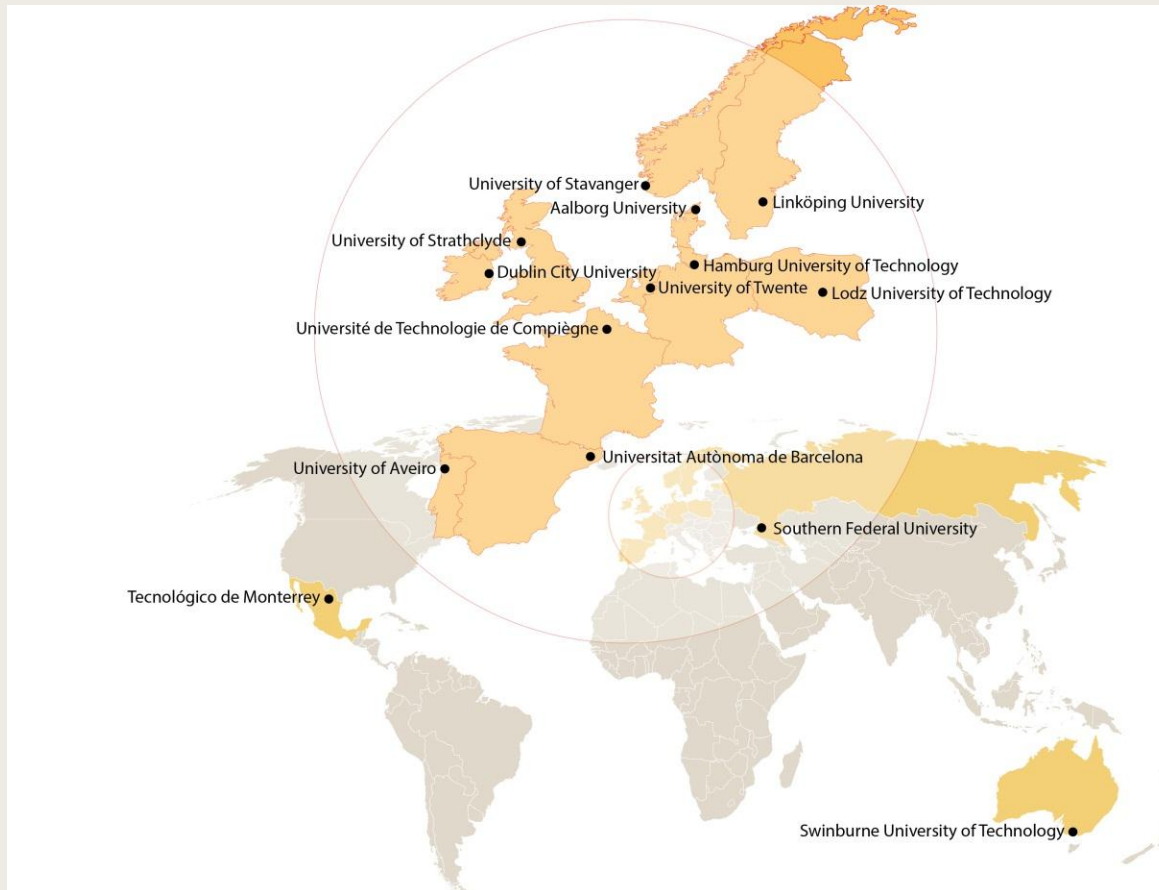 University of Stavanger
Aalborg University
Linköping University
University of Strathclyde
Dublin City University
Hamburg University of Technology
University of Twente
Lodz University of Technology
Université de Technologie de Compiègne
University of Aveiro
Universitat Autònoma de Barcelona
Southern Federal University
Tecnológico de Monterrey
Swinburne University of Technology